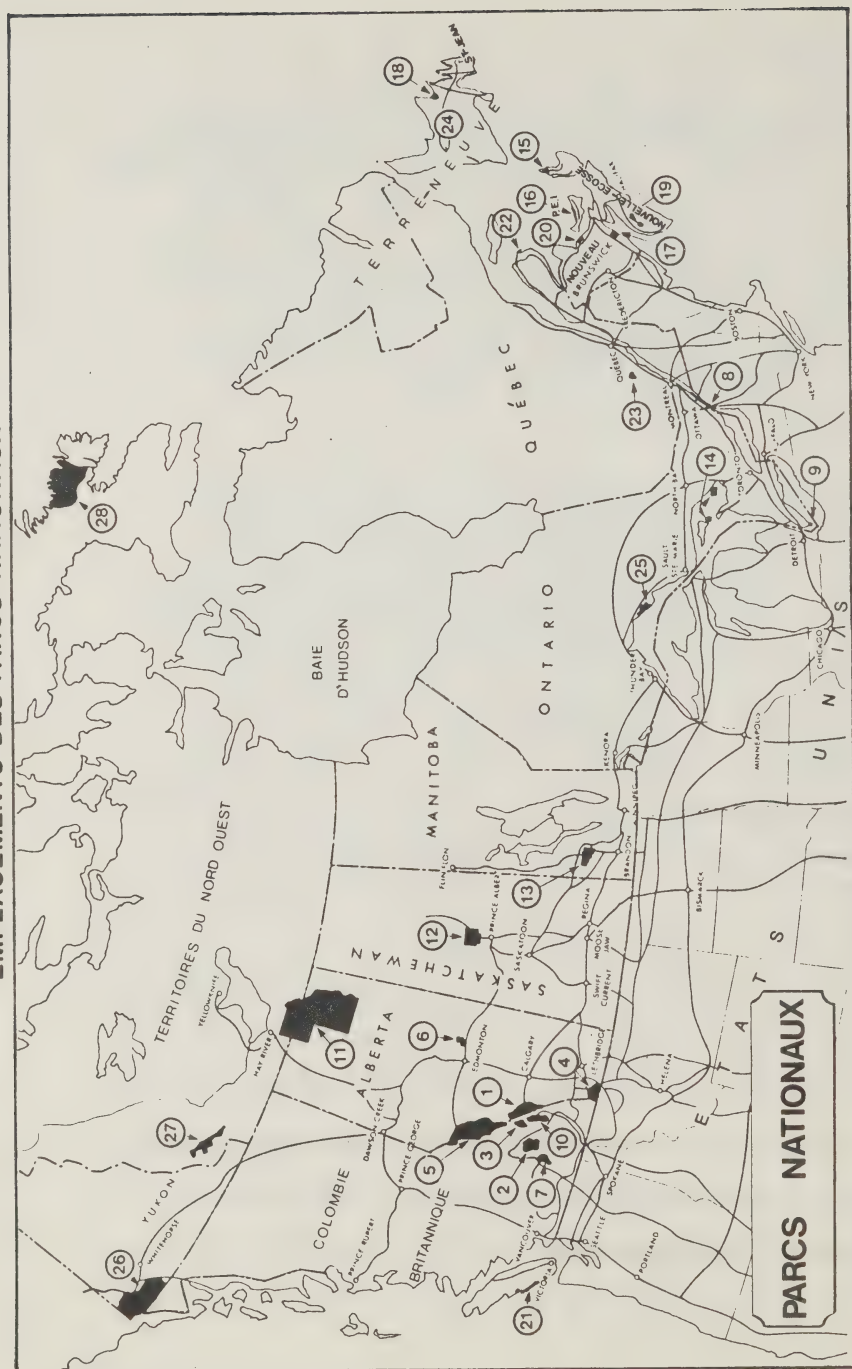 PARCS NATIONAUX
TERRITOIRES DU NORD OUEST
YUKON
COLOMBIE
BRITANNIQUE
ALBERTA
SASKATCHEWAN
MANITOBA
BAIE
D'HUDSON
ONTARIO
QUÉBEC
TERRE-NEUVE
NOUVEAU
BRUNSWICK
P.E.I
NOUVELLE-ECOSSE
ETATS UNIS
WHITEHORSE
YELLOWKNIFE
HAY RIVER
DAWSON CREEK
PRINCE GEORGE
PRINCE RUPERT
VANCOUVER
VICTORIA
SEATTLE
PORTLAND
SPOKANE
HELENA
EDMONTON
CALGARY
LETHBRIDGE
PRINCE ALBERT
SASKATOON
SWIFT
CURRENT
MOOSE
JAW
REGINA
FLIN FLON
BRANDON
WINNIPEG
KENORA
BISMARCK
MINNEAPOLIS
THUNDER
BAY
SAULT
STE MARIE
CHICAGO
DETROIT
NORTH BAY
TORONTO
OTTAWA
MONTREAL
QUÉBEC
FREDERICTON
BOSTON
NEW YORK
ST JEAN
1
2
3
4
5
6
7
8
9
10
11
12
13
14
15
16
17
18
19
20
21
22
23
24
25
26
27
28